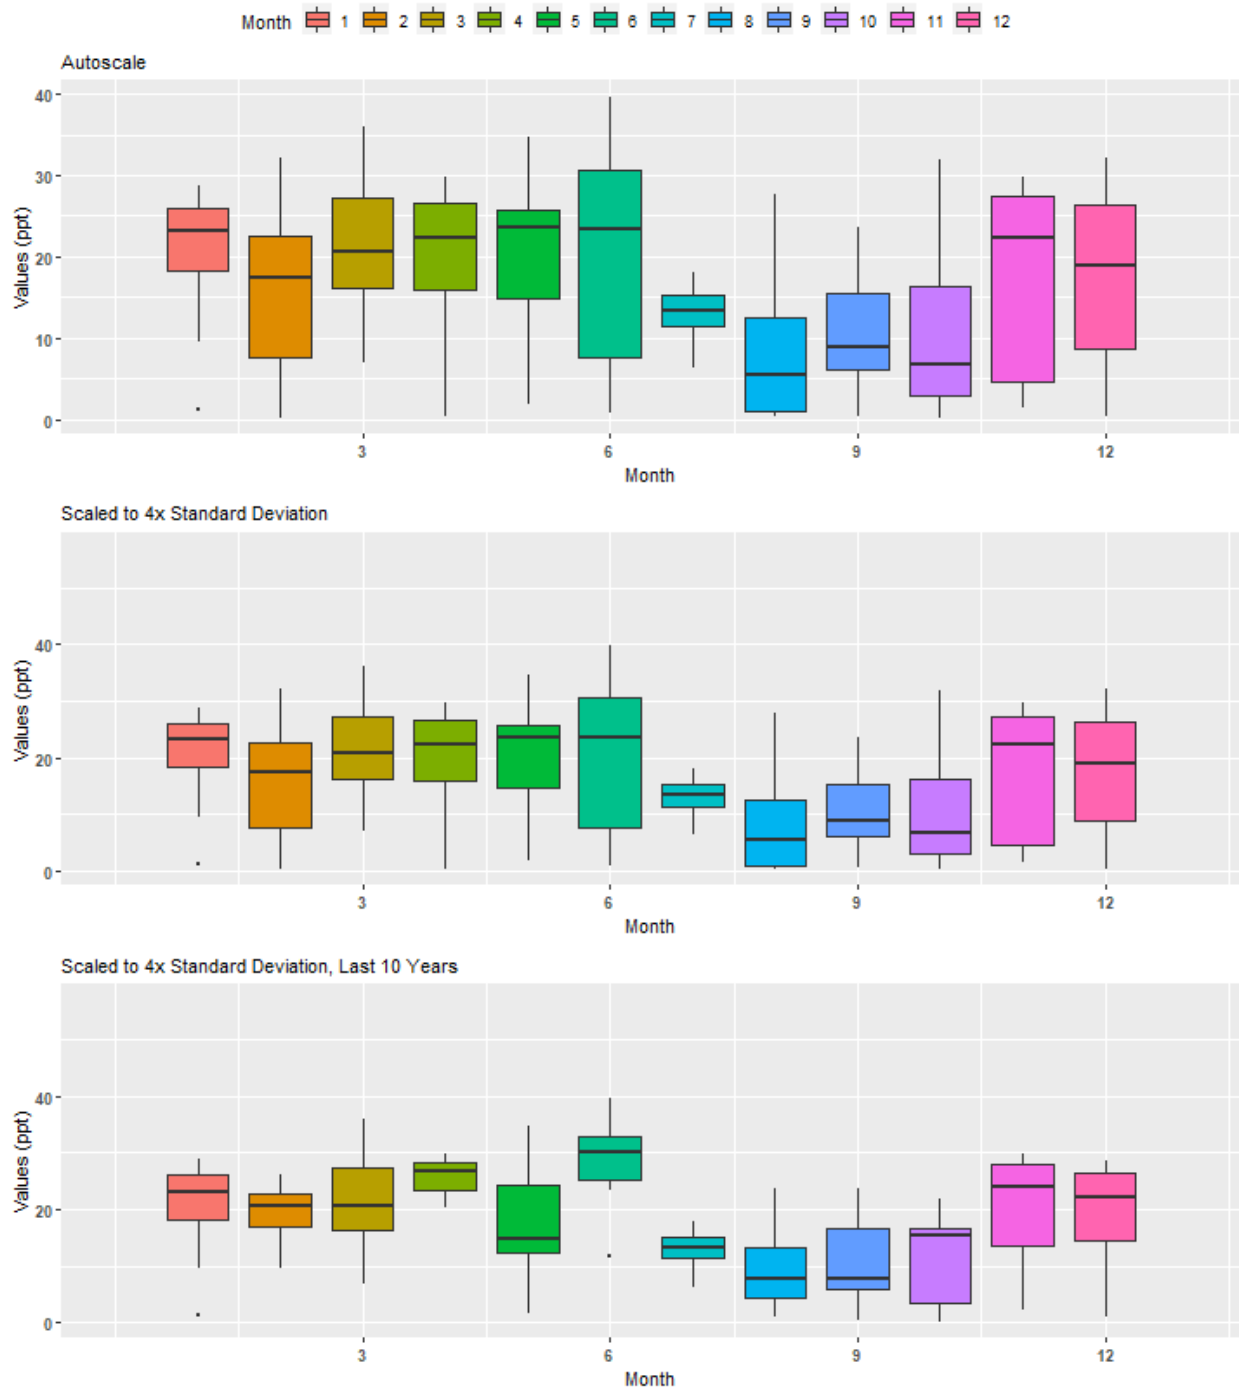 Month 1 2 3 4 5 6 7 8 9 10 11 12
Autoscale
Values (ppt)
40
30
20
10
0
3 6 9 12
Month
Scaled to 4x Standard Deviation
Values (ppt)
40
20
0
3 6 9 12
Month
Scaled to 4x Standard Deviation, Last 10 Years
Values (ppt)
40
20
0
3 6 9 12
Month